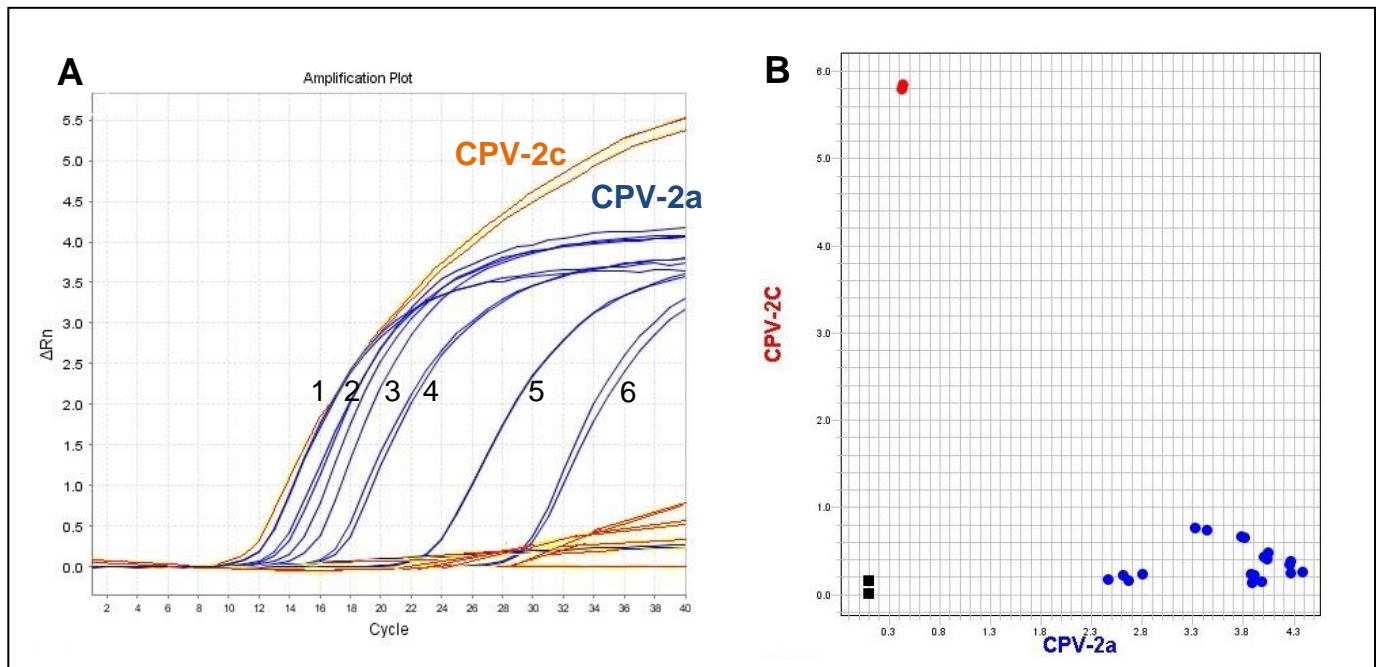 A
Amplification Plot
5.5
5.0
4.5
4.0
3.5
3.0
2.5
2.0
1.5
1.0
0.5
0.0
ΔRn
CPV-2c
CPV-2a
1 2 3 4 5 6
2 4 6 8 10 12 14 16 18 20 22 24 26 28 30 32 34 36 38 40
Cycle
B
6.0
5.0
4.0
3.0
2.0
1.0
0.0
CPV-2C
0.3 0.8 1.3 1.8 2.3 2.8 3.3 3.8 4.3
CPV-2a